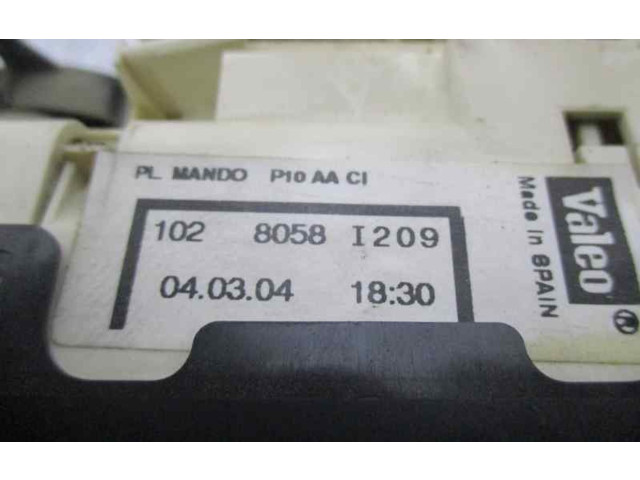 PL. MANDO P10 AA CI
102 8058 I209
04.03.04 18:30
Valeo
Made in SPAIN